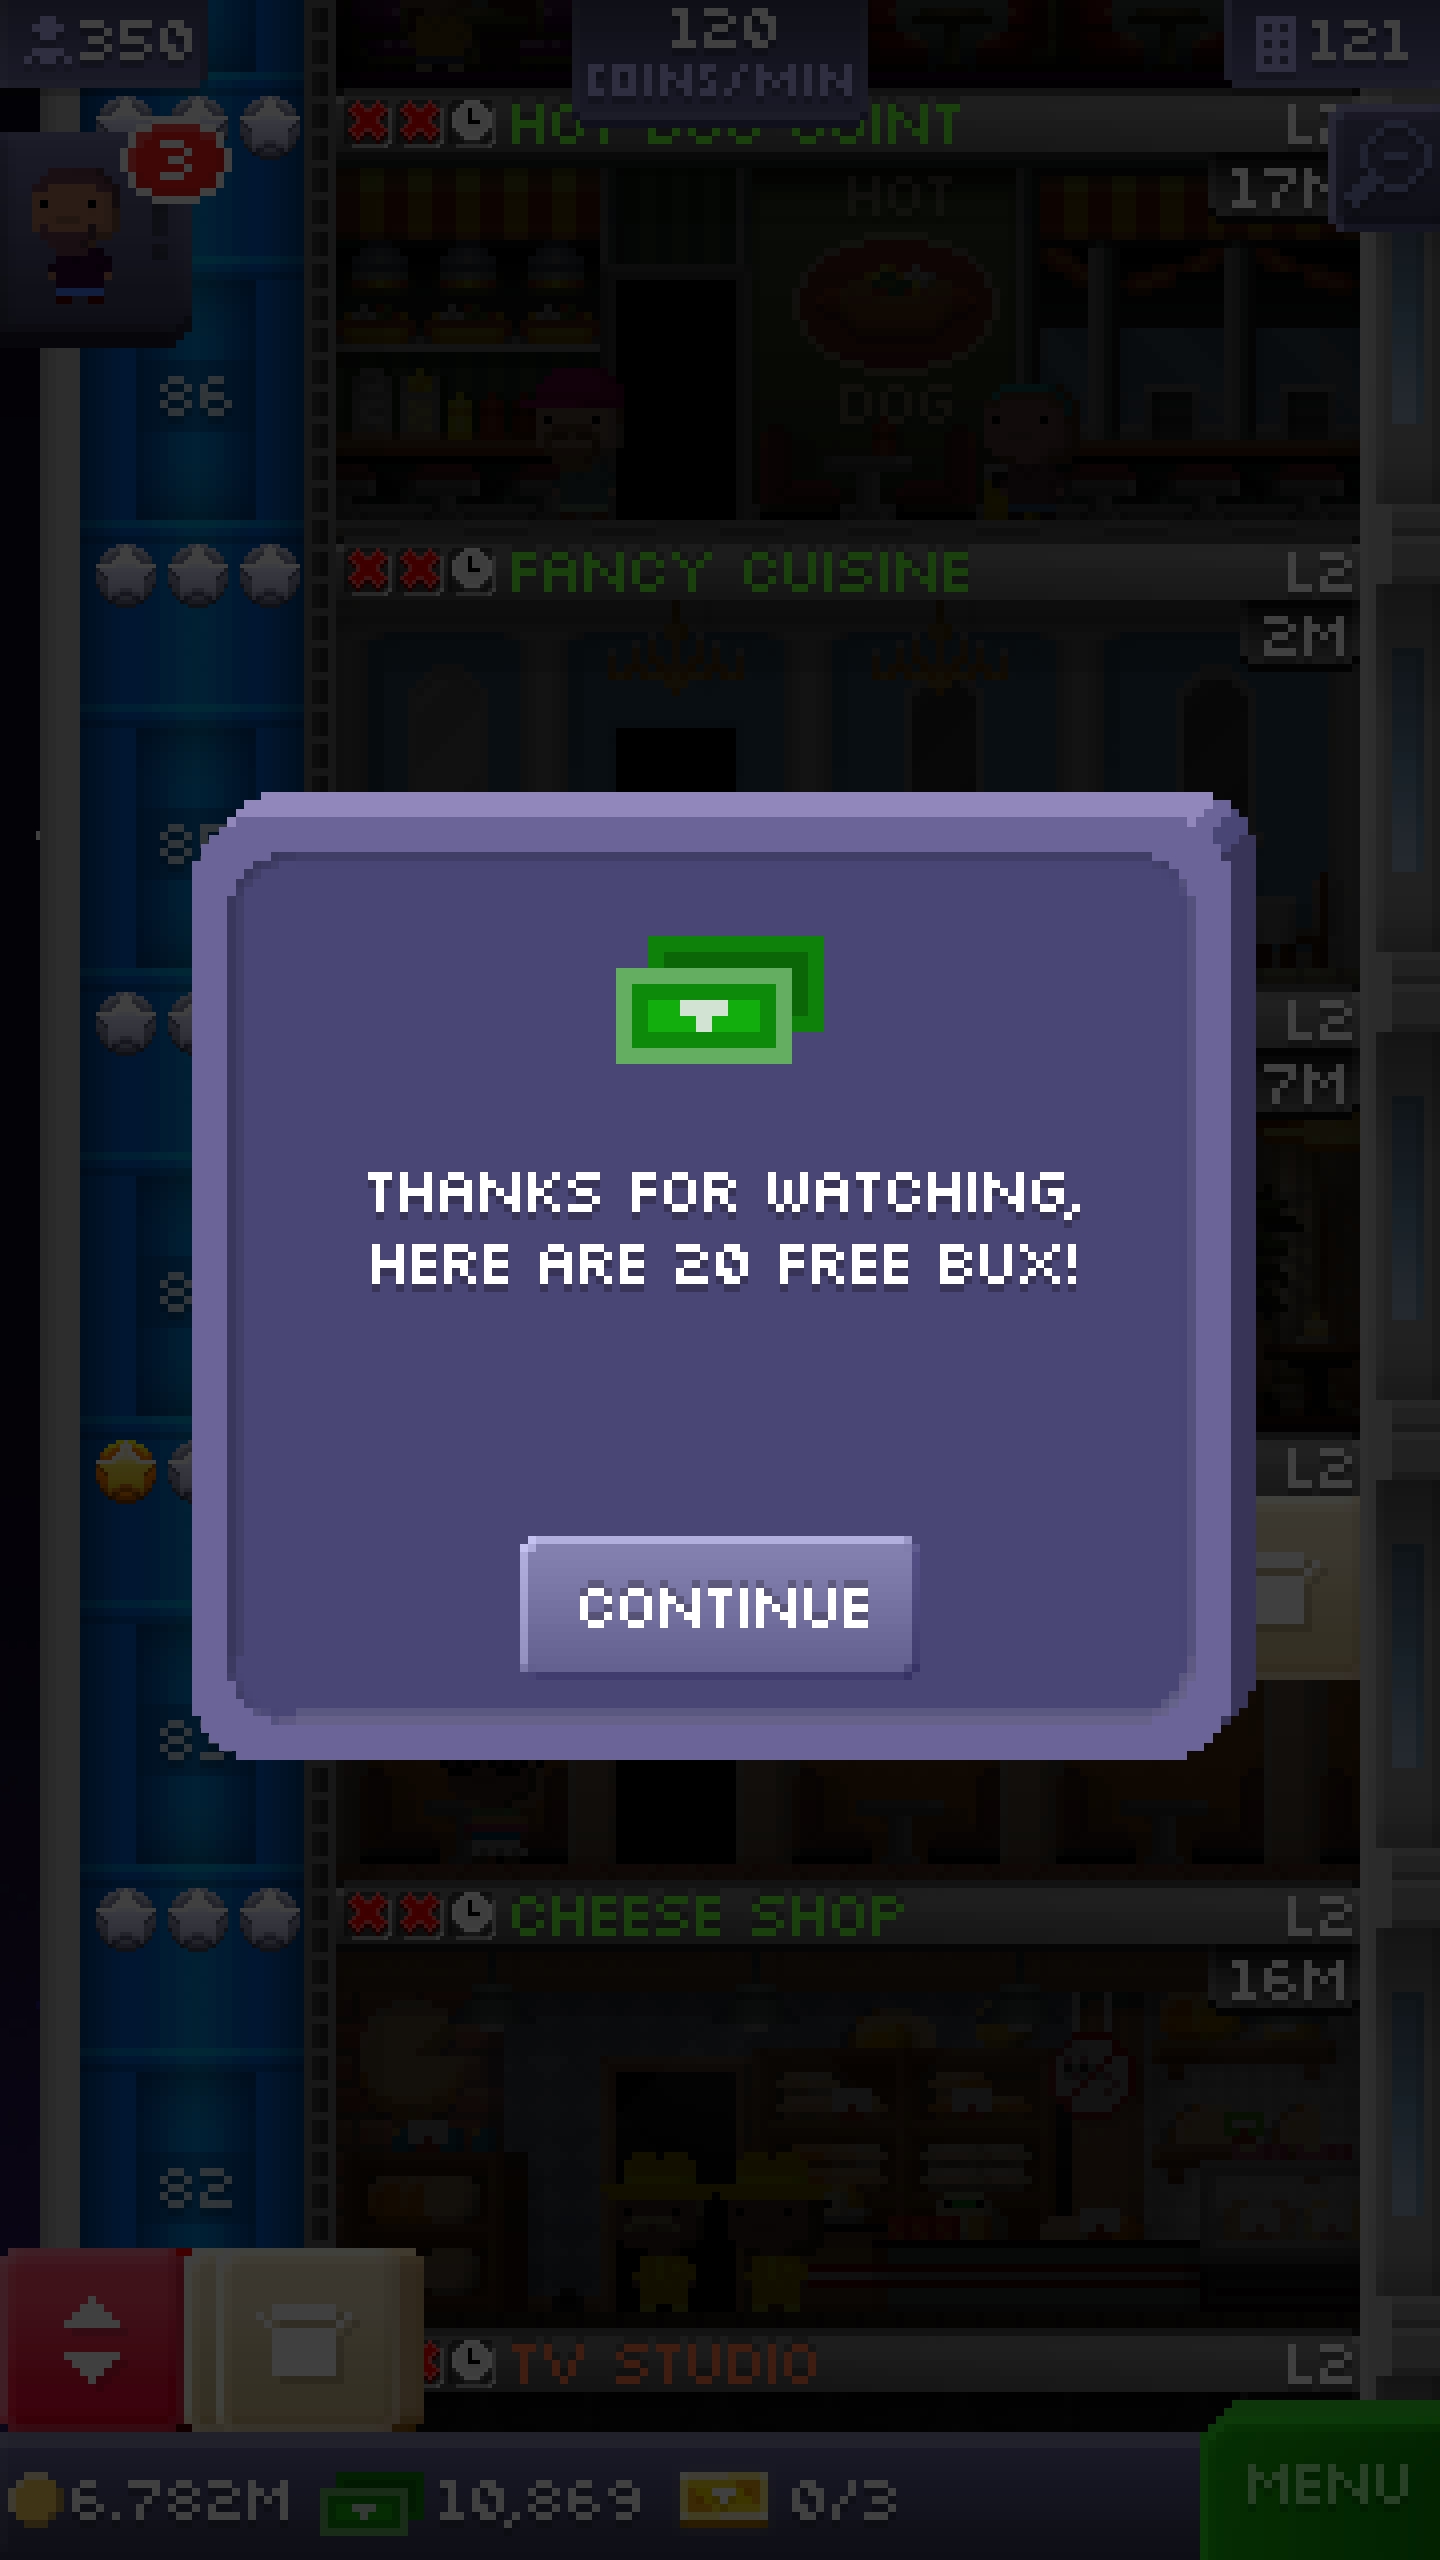 350
120
COINS/MIN
121
3
HOT DOG JOINT
17M
HOT
DOG
86
FANCY CUISINE L2
2M
L2
7M
THANKS FOR WATCHING,
HERE ARE 20 FREE BUX!
L2
CONTINUE
CHEESE SHOP L2
16M
82
TV STUDIO L2
6.782M 10,869 0/3
MENU